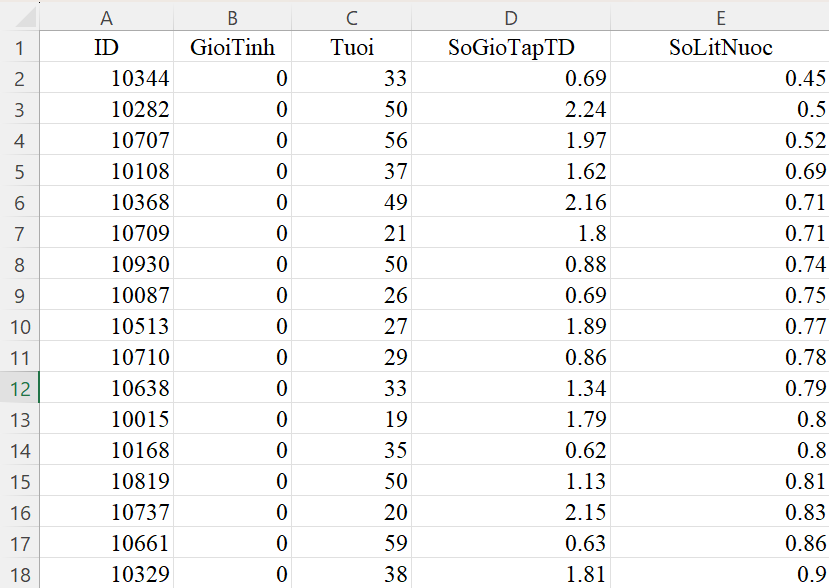 A B C D E
1 ID GioiTinh Tuoi SoGioTapTD SoLitNuoc
2 10344 0 33 0.69 0.45
3 10282 0 50 2.24 0.5
4 10707 0 56 1.97 0.52
5 10108 0 37 1.62 0.69
6 10368 0 49 2.16 0.71
7 10709 0 21 1.8 0.71
8 10930 0 50 0.88 0.74
9 10087 0 26 0.69 0.75
10 10513 0 27 1.89 0.77
11 10710 0 29 0.86 0.78
12 10638 0 33 1.34 0.79
13 10015 0 19 1.79 0.8
14 10168 0 35 0.62 0.8
15 10819 0 50 1.13 0.81
16 10737 0 20 2.15 0.83
17 10661 0 59 0.63 0.86
18 10329 0 38 1.81 0.9